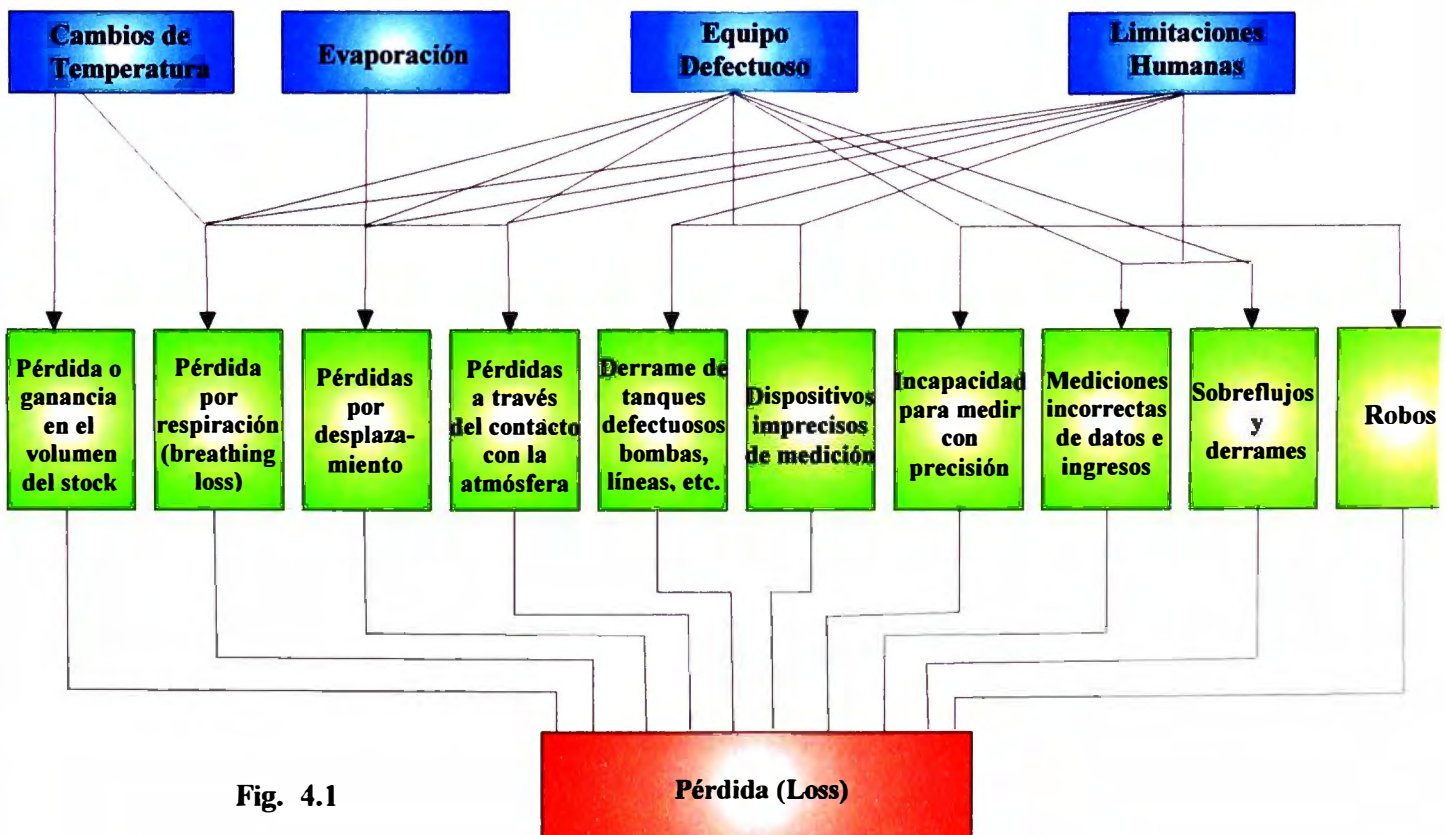 Cambios de
Temperatura
Evaporación
Equipo
Defectuoso
Limitaciones
Humanas
Pérdida o
ganancia
en el
volumen
del stock
Pérdida
por
respiración
(breathing
loss)
Pérdidas
por
desplaza-
miento
Pérdidas
a través
del contacto
con la
atmósfera
Derrame de
tanques
defectuosos
bombas,
líneas, etc.
Dispositivos
imprecisos
de medición
Incapacidad
para medir
con
precisión
Mediciones
incorrectas
de datos e
ingresos
Sobreflujos
y
derrames
Robos
Pérdida (Loss)
Fig. 4.1